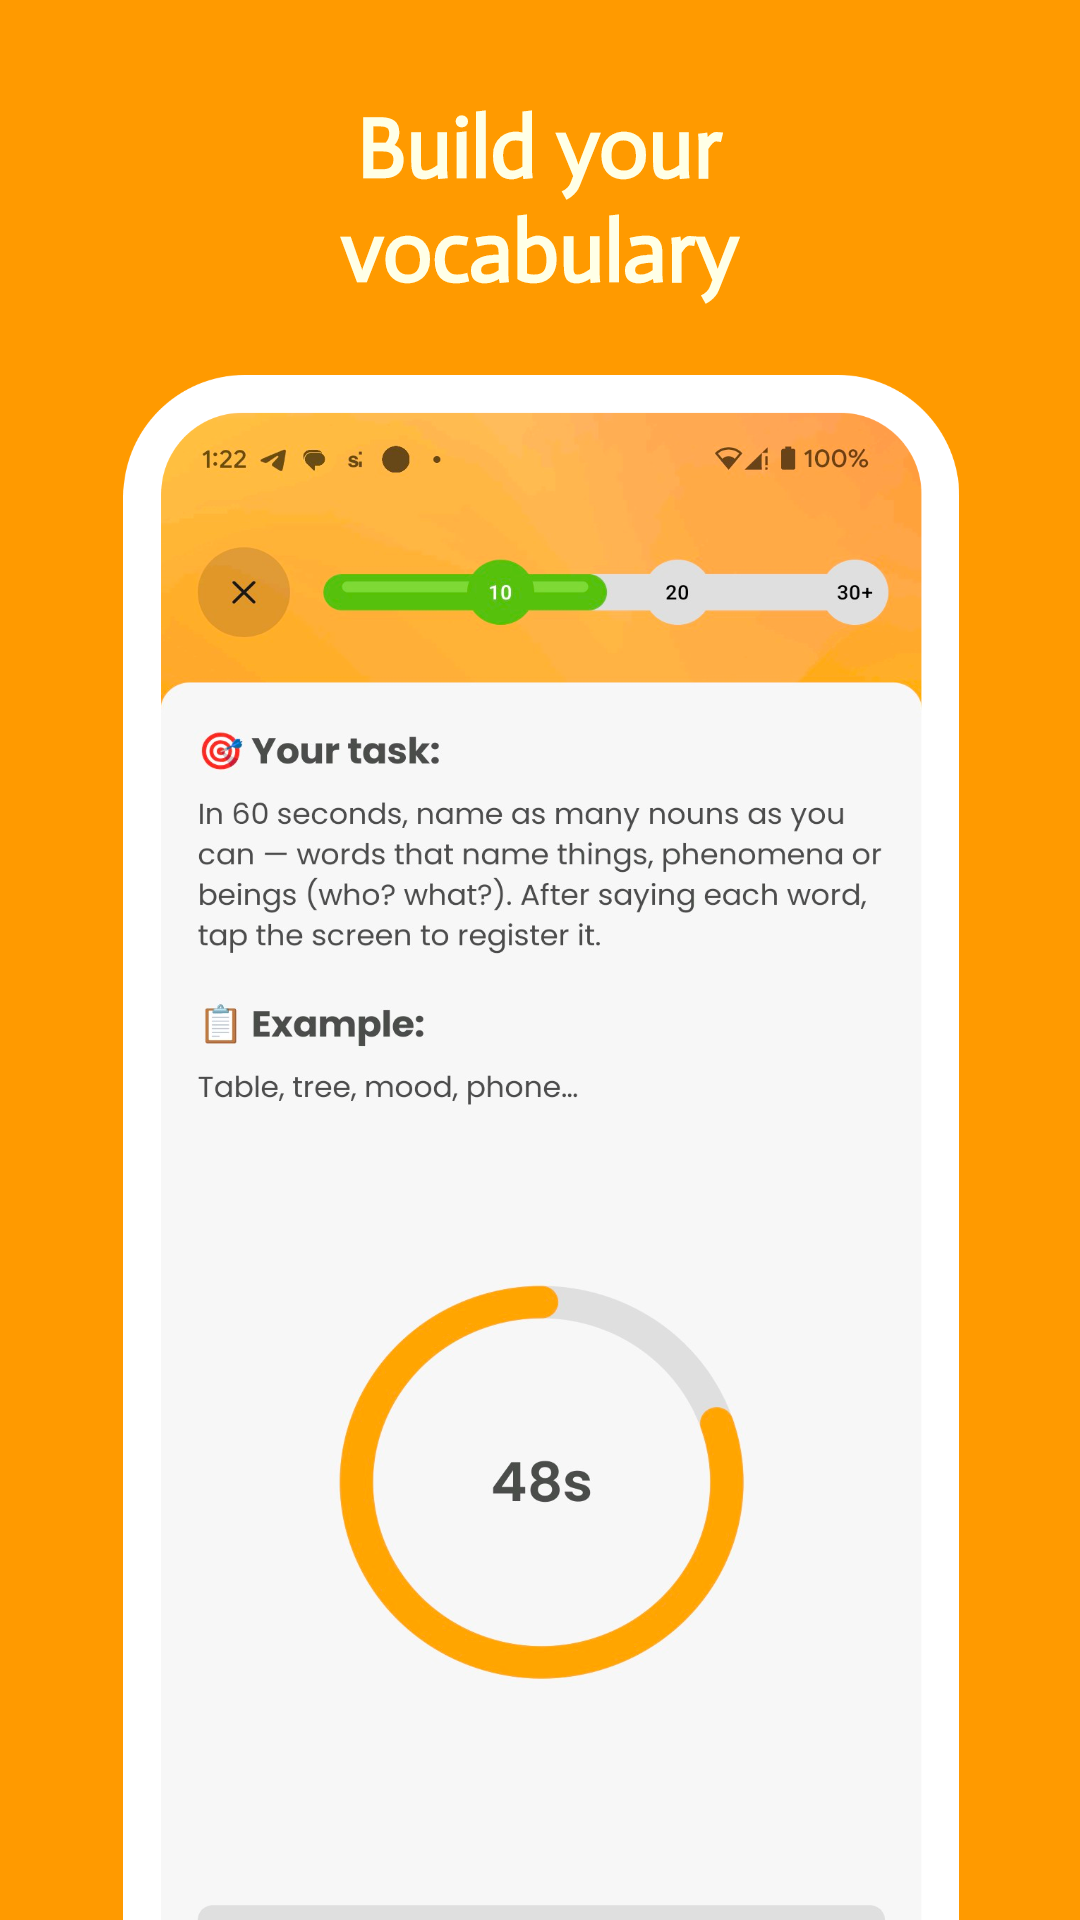 Build your
vocabulary
1:22 si 100%
10 20 30+
🎯 Your task:
In 60 seconds, name as many nouns as you
can — words that name things, phenomena or
beings (who? what?). After saying each word,
tap the screen to register it.
📋 Example:
Table, tree, mood, phone...
48s